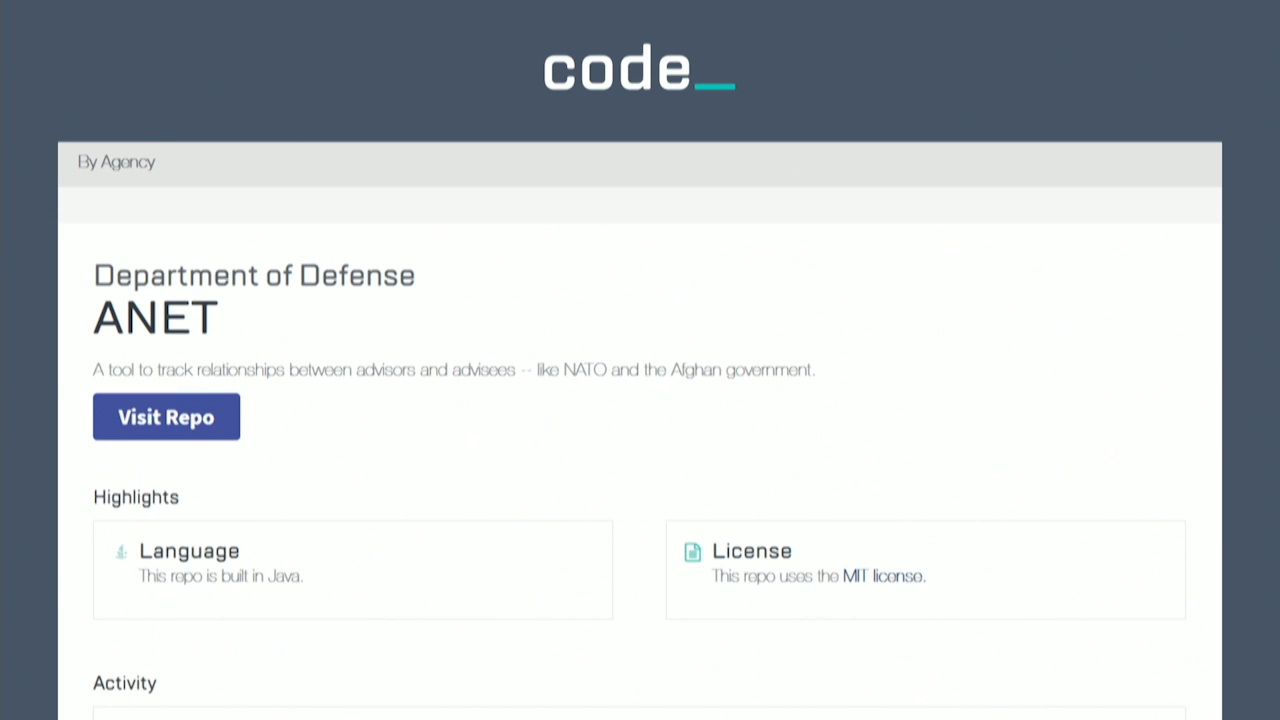 code_
By Agency
Department of Defense
ANET
A tool to track relationships between advisors and advisees -- like NATO and the Afghan government.
Visit Repo
Highlights
Language
This repo is built in Java.
License
This repo uses the MIT license.
Activity